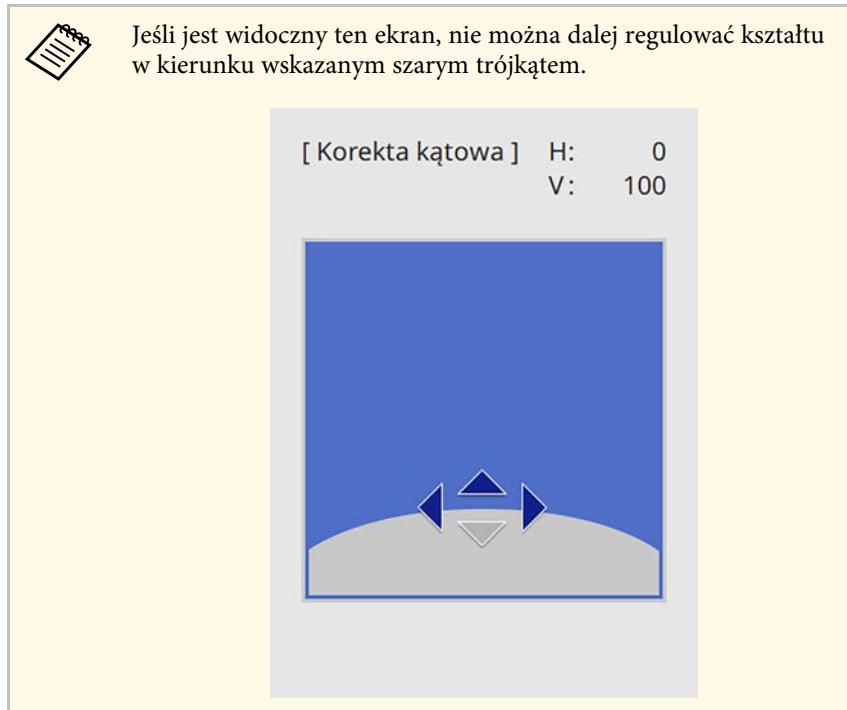 Jeśli jest widoczny ten ekran, nie można dalej regulować kształtu
w kierunku wskazanym szarym trójkątem.
[ Korekta kątowa ] H: 0
V: 100